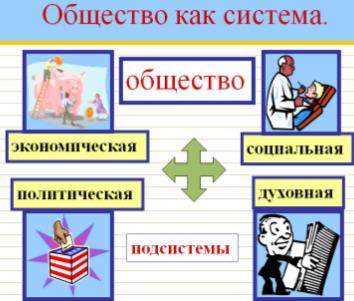 Общество как система.
общество
экономическая
социальная
политическая
духовная
подсистемы